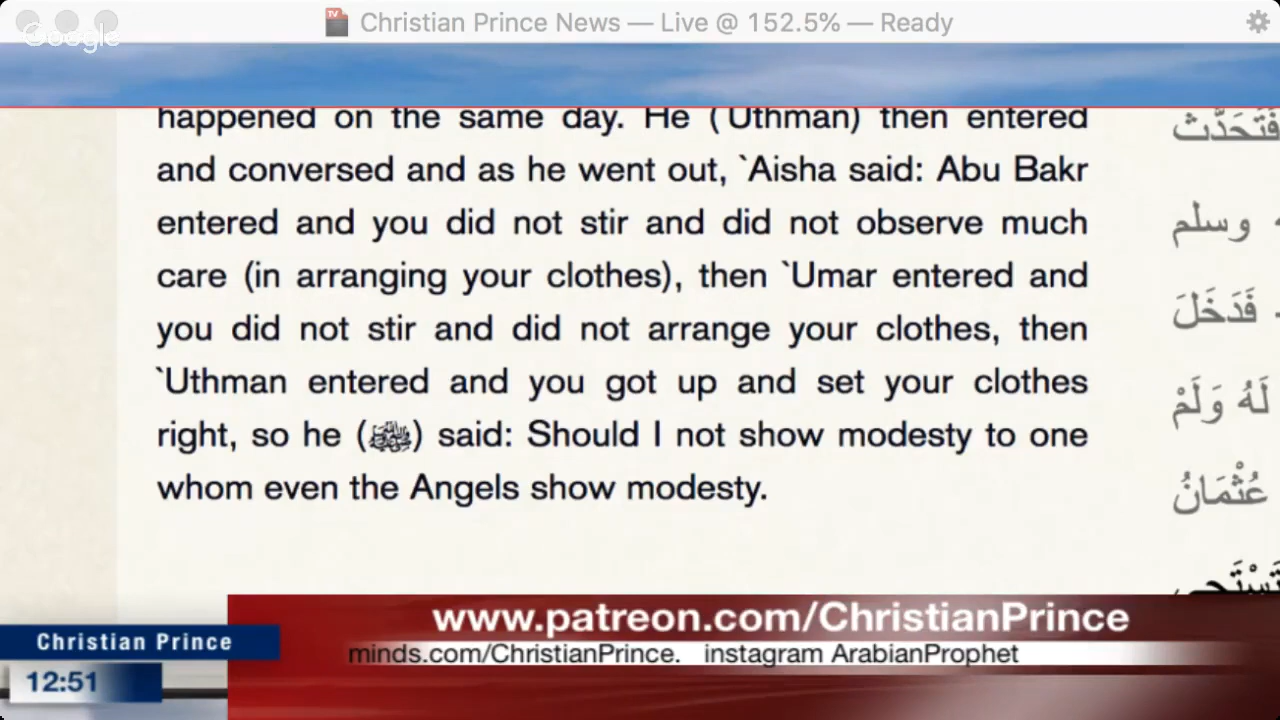 Christian Prince News — Live @ 152.5% — Ready
Google
happened on the same day. He (`Uthman) then entered
and conversed and as he went out, `Aisha said: Abu Bakr
entered and you did not stir and did not observe much
care (in arranging your clothes), then `Umar entered and
you did not stir and did not arrange your clothes, then
`Uthman entered and you got up and set your clothes
right, so he (ﷺ) said: Should I not show modesty to one
whom even the Angels show modesty.
فَتَحَدَّثَ
وسلم
فَدَخَلَ
لَهُ وَلَمْ
عُثْمَانُ
www.patreon.com/ChristianPrince
Christian Prince
minds.com/ChristianPrince. instagram ArabianProphet
12:51